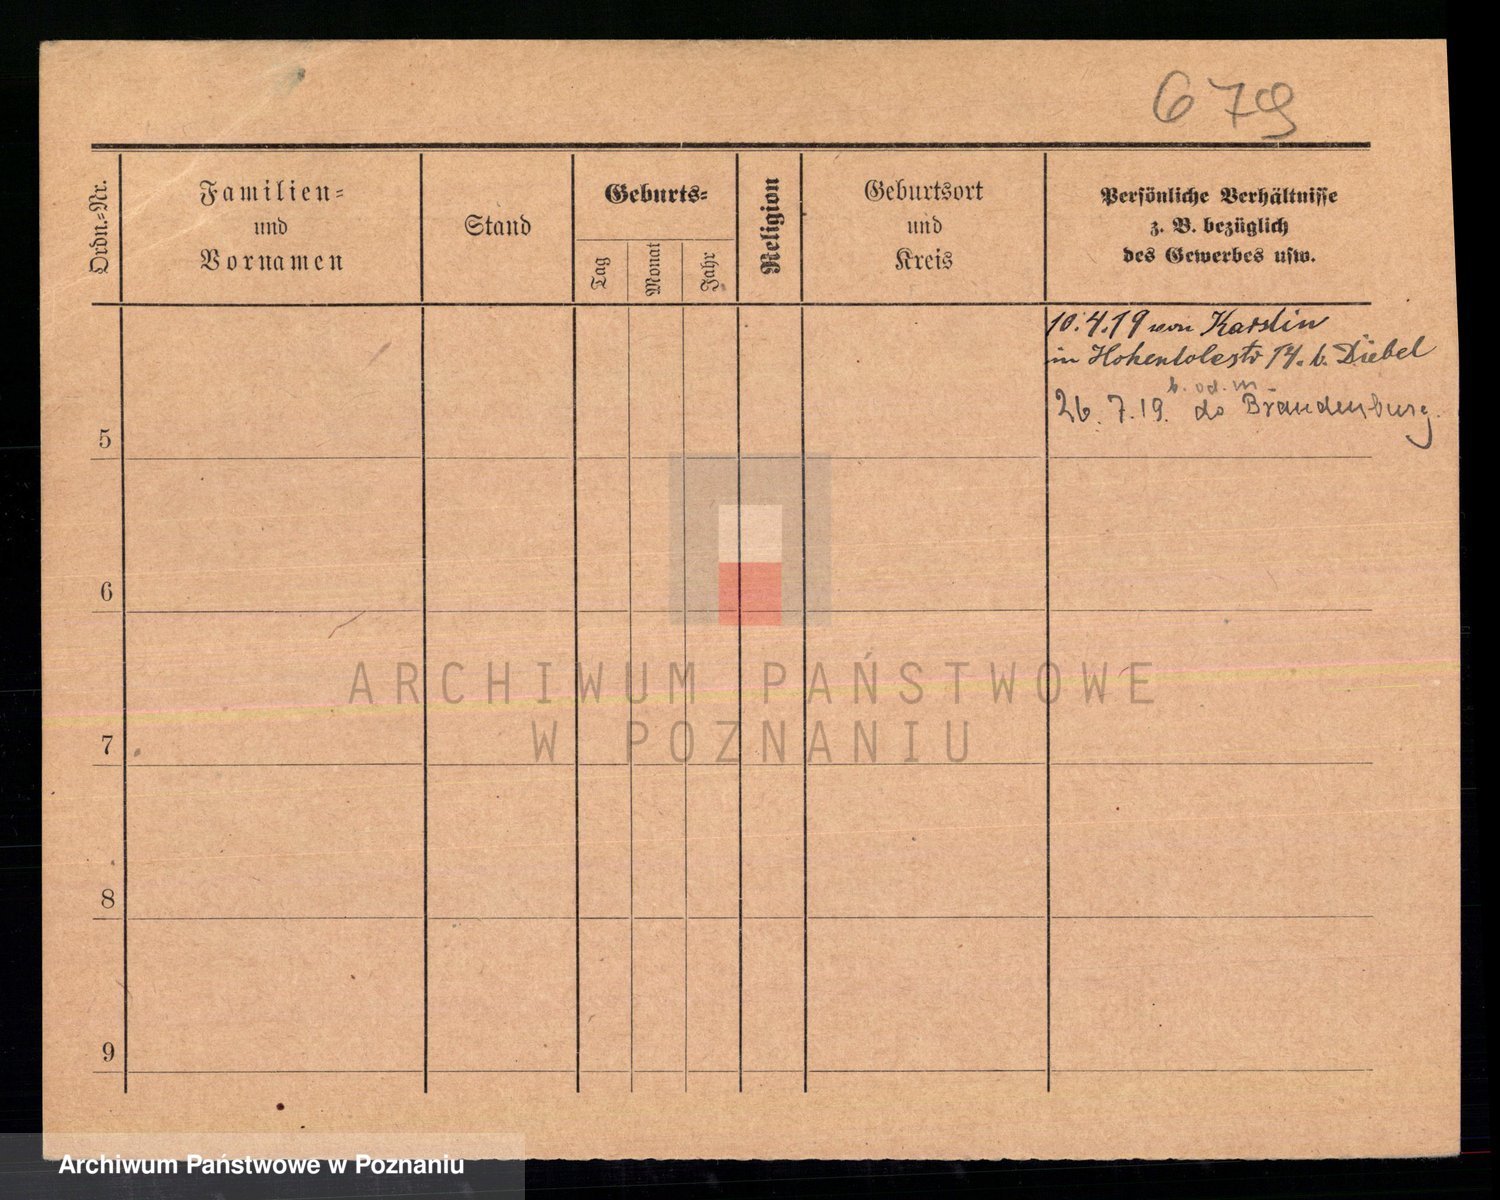 679
Ordn.-Nr.
Familien-
und
Vornamen
Stand
Geburts-
Tag
Monat
Jahr
Religion
Geburtsort
und
Kreis
Persönliche Verhältnisse
z. B. bezüglich
des Gewerbes usw.
10.4.19 von Karslin
in Hohenlolestr 14. b. Diebel
b. od. m
26.7.19. do Brandenburg.
5
6
7
8
9
ARCHIWUM PAŃSTWOWE
W POZNANIU
Archiwum Państwowe w Poznaniu